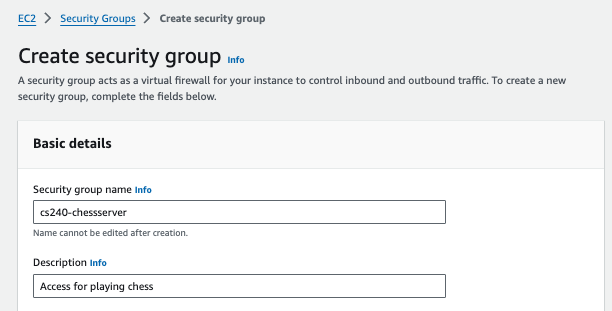 EC2 > Security Groups > Create security group
Create security group Info
A security group acts as a virtual firewall for your instance to control inbound and outbound traffic. To create a new
security group, complete the fields below.
Basic details
Security group name Info
cs240-chessserver
Name cannot be edited after creation.
Description Info
Access for playing chess